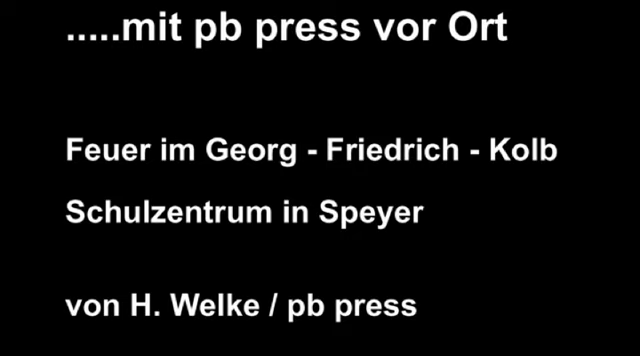 .....mit pb press vor Ort
Feuer im Georg - Friedrich - Kolb
Schulzentrum in Speyer
von H. Welke / pb press